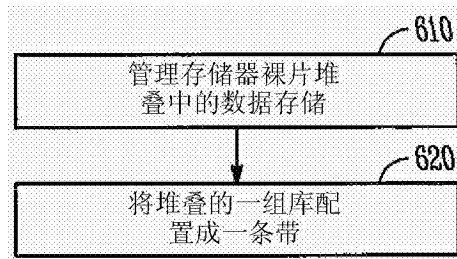 610
管理存储器裸片堆
叠中的数据存储
620
将堆叠的一组库配
置成一条带